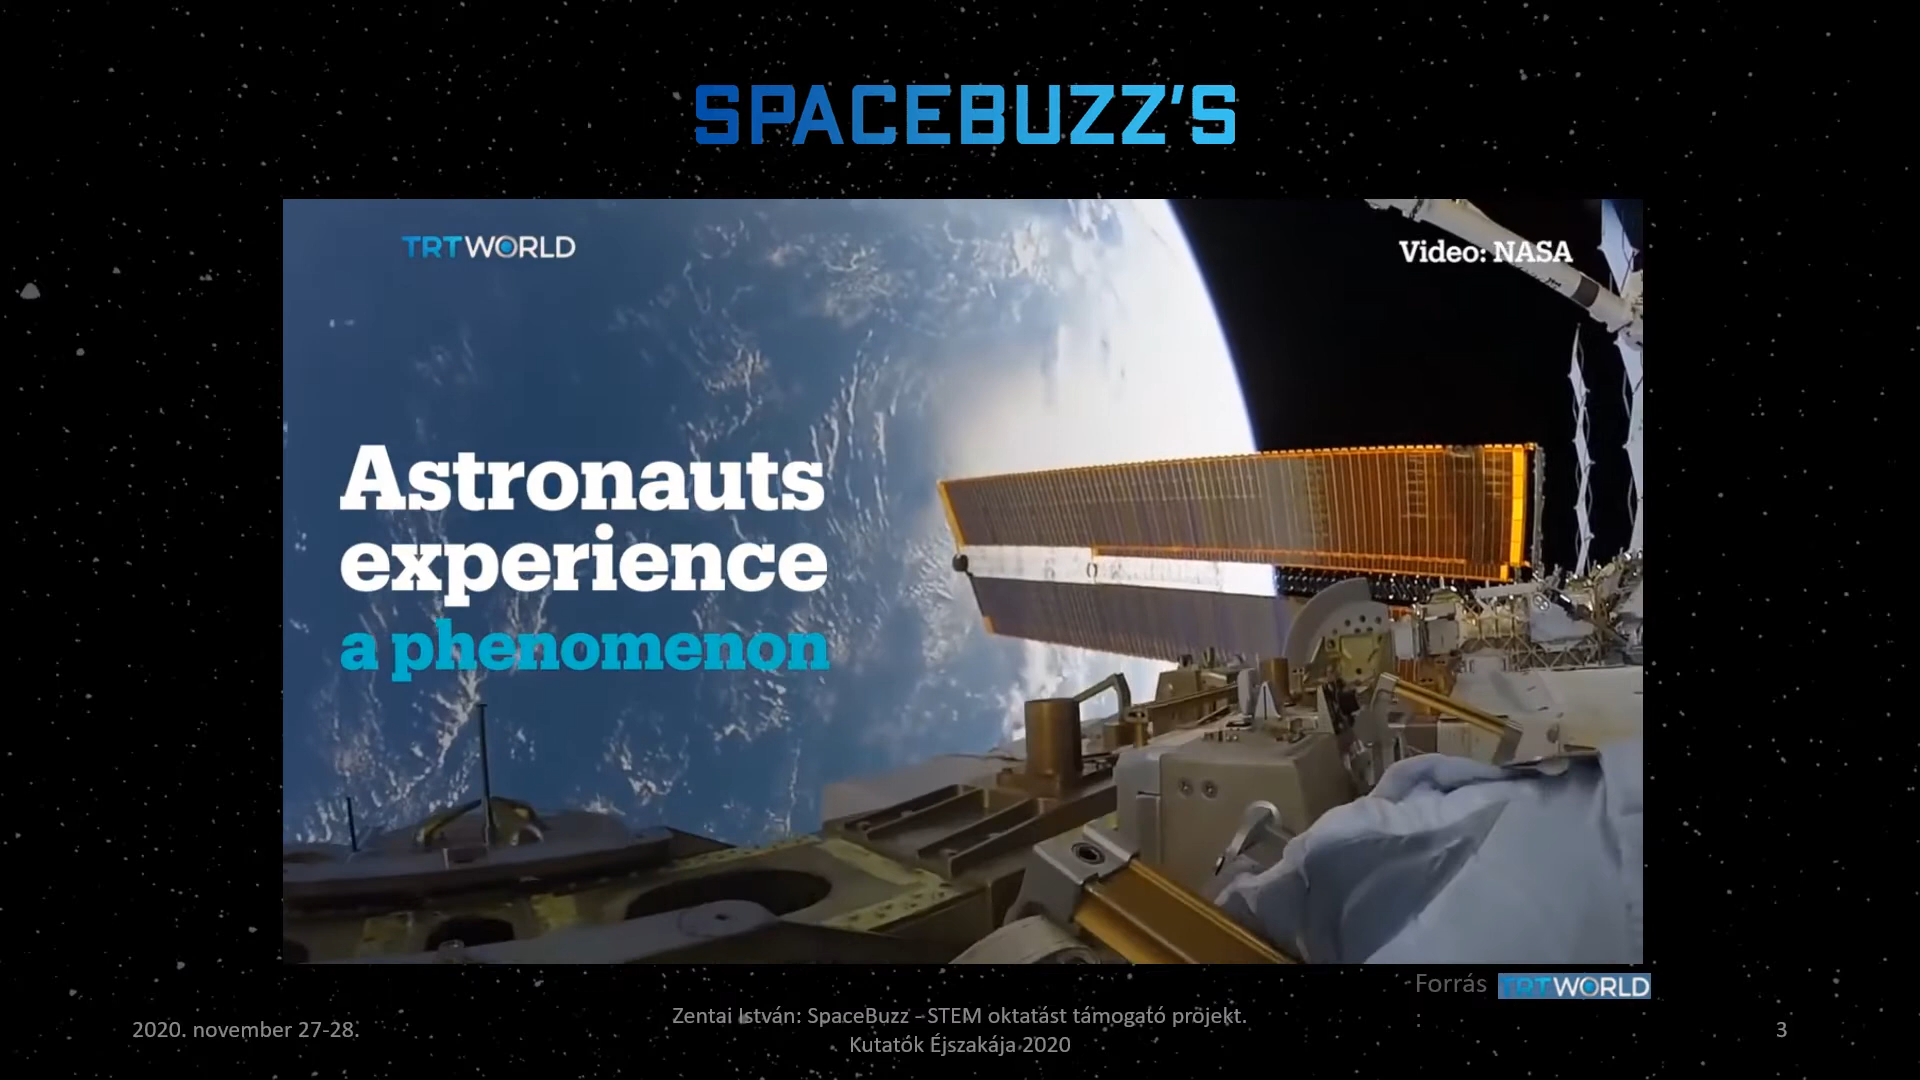 SPACEBUZZ'S
TRTWORLD
Video: NASA
Astronauts
experience
a phenomenon
Forrás
:
TRTWORLD
2020. november 27-28.
Zentai István: SpaceBuzz - STEM oktatást támogató projekt.
Kutatók Éjszakája 2020
3